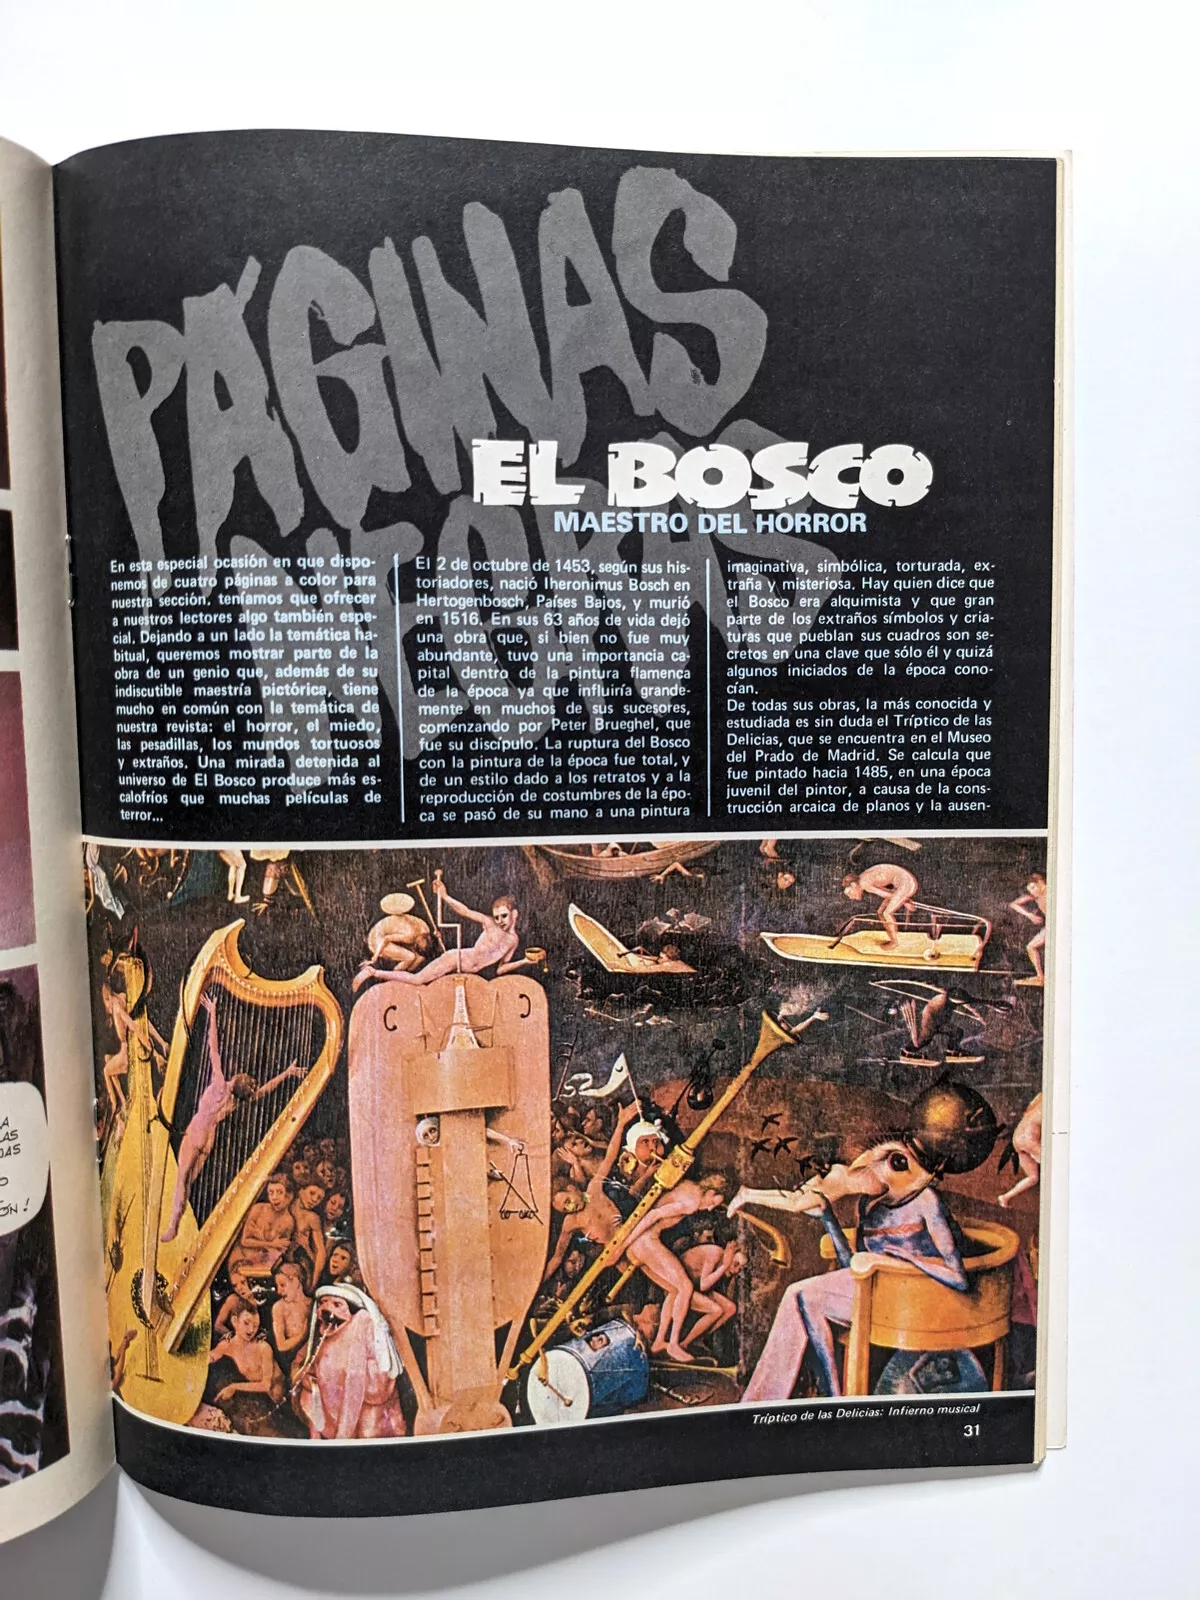 PÁGINAS
NEGRAS
EL BOSCO
MAESTRO DEL HORROR
En esta especial ocasión en que dispo-
nemos de cuatro páginas a color para
nuestra sección, teníamos que ofrecer
a nuestros lectores algo también espe-
cial. Dejando a un lado la temática ha-
bitual, queremos mostrar parte de la
obra de un genio que, además de su
indiscutible maestría pictórica, tiene
mucho en común con la temática de
nuestra revista: el horror, el miedo,
las pesadillas, los mundos tortuosos
y extraños. Una mirada detenida al
universo de El Bosco produce más es-
calofríos que muchas películas de
terror...
El 2 de octubre de 1453, según sus his-
toriadores, nació Iheronimus Bosch en
Hertogenbosch, Países Bajos, y murió
en 1516. En sus 63 años de vida dejó
una obra que, si bien no fue muy
abundante, tuvo una importancia ca-
pital dentro de la pintura flamenca
de la época ya que influiría grande-
mente en muchos de sus sucesores,
comenzando por Peter Brueghel, que
fue su discípulo. La ruptura del Bosco
con la pintura de la época fue total, y
de un estilo dado a los retratos y a la
reproducción de costumbres de la épo-
ca se pasó de su mano a una pintura
imaginativa, simbólica, torturada, ex-
traña y misteriosa. Hay quien dice que
el Bosco era alquimista y que gran
parte de los extraños símbolos y cria-
turas que pueblan sus cuadros son se-
cretos en una clave que sólo él y quizá
algunos iniciados de la época cono-
cían.
De todas sus obras, la más conocida y
estudiada es sin duda el Tríptico de las
Delicias, que se encuentra en el Museo
del Prado de Madrid. Se calcula que
fue pintado hacia 1485, en una época
juvenil del pintor, a causa de la cons-
trucción arcaica de planos y la ausen-
Tríptico de las Delicias: Infierno musical
31